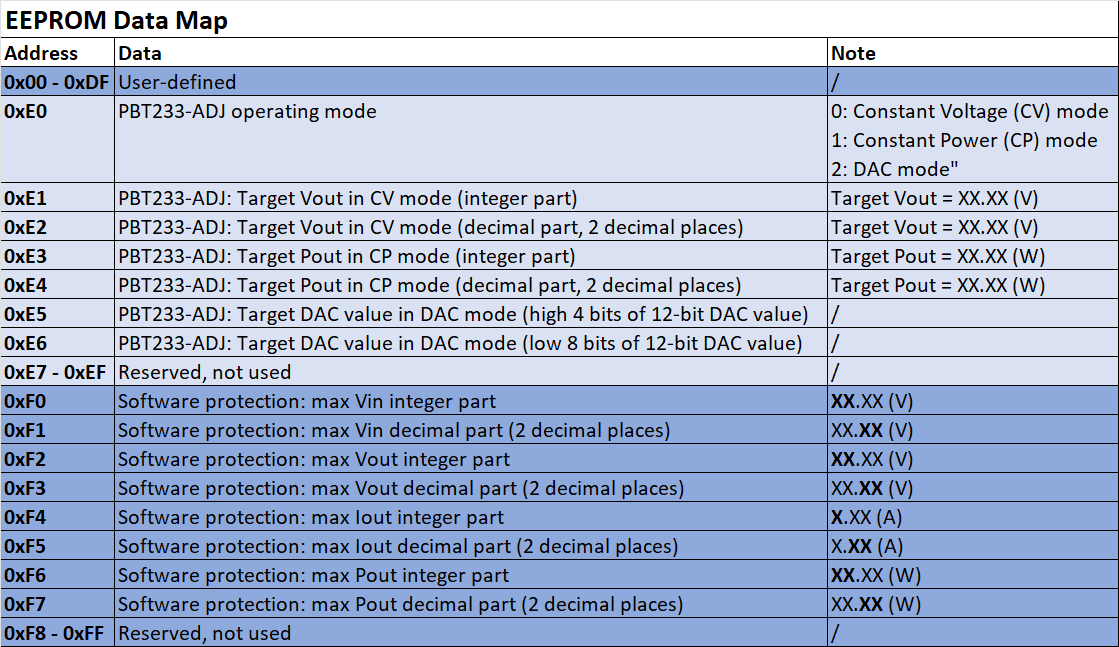 EEPROM Data Map
Address Data Note
0x00 - 0xDF User-defined /
0xE0 PBT233-ADJ operating mode 0: Constant Voltage (CV) mode
1: Constant Power (CP) mode
2: DAC mode"
0xE1 PBT233-ADJ: Target Vout in CV mode (integer part) Target Vout = XX.XX (V)
0xE2 PBT233-ADJ: Target Vout in CV mode (decimal part, 2 decimal places) Target Vout = XX.XX (V)
0xE3 PBT233-ADJ: Target Pout in CP mode (integer part) Target Pout = XX.XX (W)
0xE4 PBT233-ADJ: Target Pout in CP mode (decimal part, 2 decimal places) Target Pout = XX.XX (W)
0xE5 PBT233-ADJ: Target DAC value in DAC mode (high 4 bits of 12-bit DAC value) /
0xE6 PBT233-ADJ: Target DAC value in DAC mode (low 8 bits of 12-bit DAC value) /
0xE7 - 0xEF Reserved, not used /
0xF0 Software protection: max Vin integer part XX.XX (V)
0xF1 Software protection: max Vin decimal part (2 decimal places) XX.XX (V)
0xF2 Software protection: max Vout integer part XX.XX (V)
0xF3 Software protection: max Vout decimal part (2 decimal places) XX.XX (V)
0xF4 Software protection: max Iout integer part X.XX (A)
0xF5 Software protection: max Iout decimal part (2 decimal places) X.XX (A)
0xF6 Software protection: max Pout integer part XX.XX (W)
0xF7 Software protection: max Pout decimal part (2 decimal places) XX.XX (W)
0xF8 - 0xFF Reserved, not used /